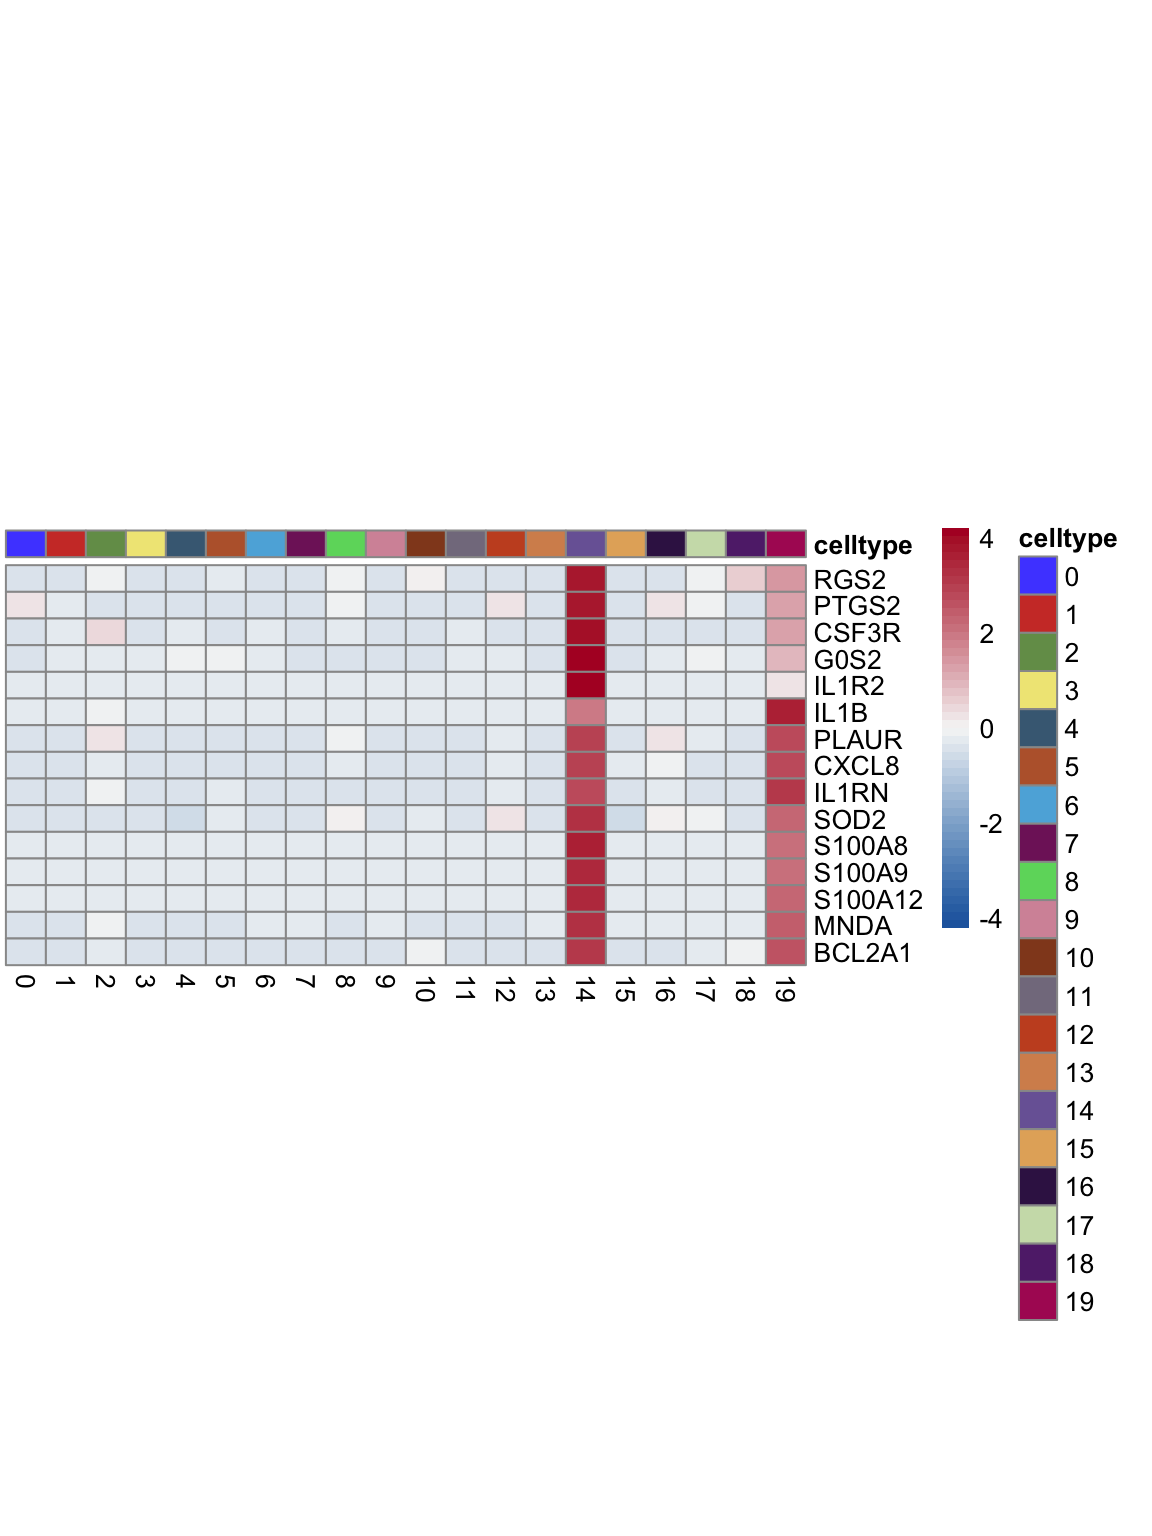 celltype
RGS2
PTGS2
CSF3R
G0S2
IL1R2
IL1B
PLAUR
CXCL8
IL1RN
SOD2
S100A8
S100A9
S100A12
MNDA
BCL2A1
0 1 2 3 4 5 6 7 8 9 10 11 12 13 14 15 16 17 18 19
4
2
0
-2
-4
celltype
0
1
2
3
4
5
6
7
8
9
10
11
12
13
14
15
16
17
18
19